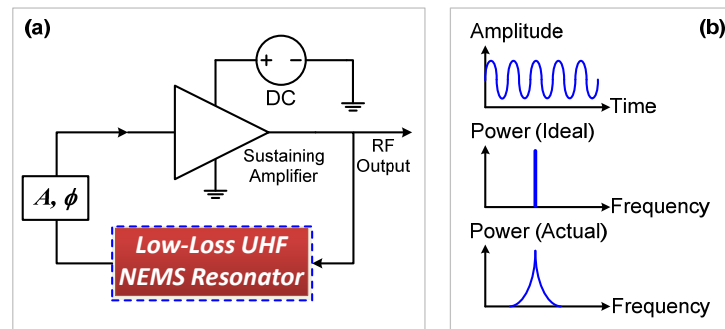 (a)
+ −
DC
Sustaining
Amplifier
RF
Output
A, ϕ
Low-Loss UHF
NEMS Resonator
(b)
Amplitude
Time
Power (Ideal)
Frequency
Power (Actual)
Frequency